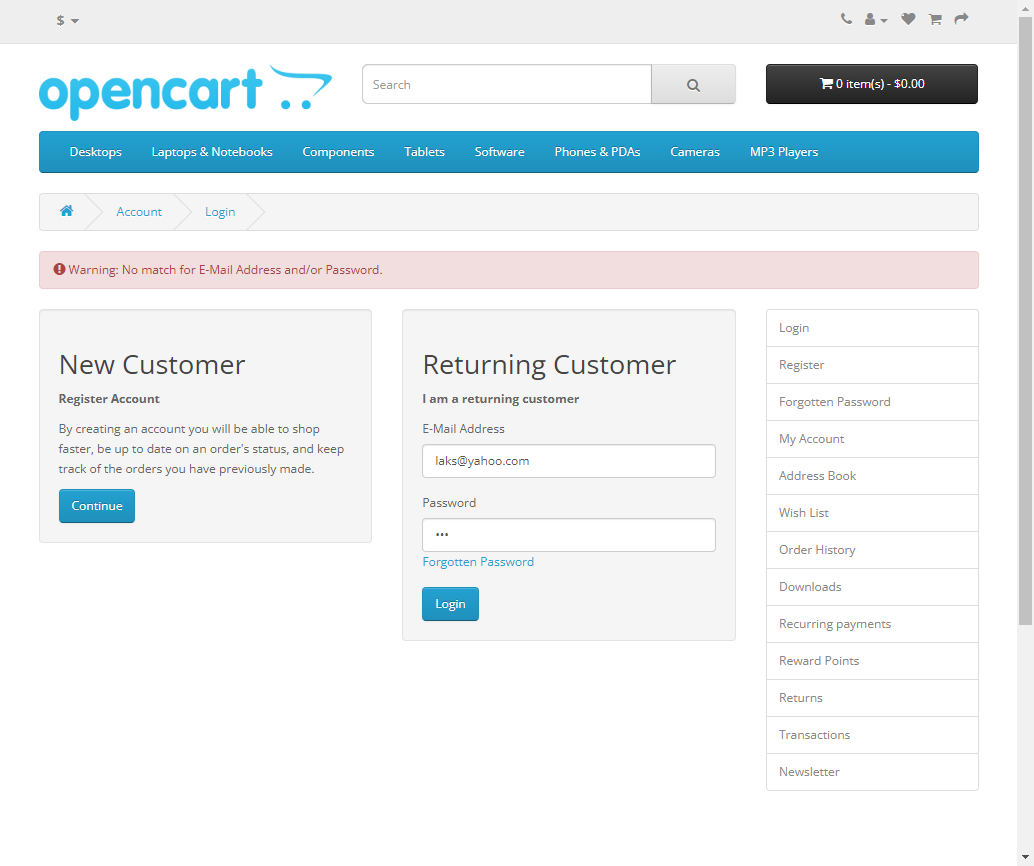 $
opencart
Search
0 item(s) - $0.00
Desktops Laptops & Notebooks Components Tablets Software Phones & PDAs Cameras MP3 Players
Account Login
Warning: No match for E-Mail Address and/or Password.
New Customer
Register Account
By creating an account you will be able to shop
faster, be up to date on an order's status, and keep
track of the orders you have previously made.
Continue
Returning Customer
I am a returning customer
E-Mail Address
laks@yahoo.com
Password
•••
Forgotten Password
Login
Login
Register
Forgotten Password
My Account
Address Book
Wish List
Order History
Downloads
Recurring payments
Reward Points
Returns
Transactions
Newsletter